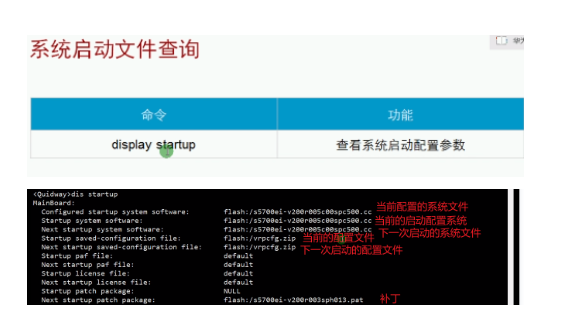 系统启动文件查询
命令 功能
display startup 查看系统启动配置参数
<Quidway>dis startup
MainBoard:
Configured startup system software: flash:/s5700ei-v200r005c00spc500.cc 当前配置的系统文件
Startup system software: flash:/s5700ei-v200r005c00spc500.cc 当前的启动配置系统
Next startup system software: flash:/s5700ei-v200r005c00spc500.cc 下一次启动的系统文件
Startup saved-configuration file: flash:/vrpcfg.zip 当前的配置文件
Next startup saved-configuration file: flash:/vrpcfg.zip 下一次启动的配置文件
Startup paf file: default
Next startup paf file: default
Startup license file: default
Next startup license file: default
Startup patch package: NULL
Next startup patch package: flash:/s5700ei-v200r003sph013.pat 补丁